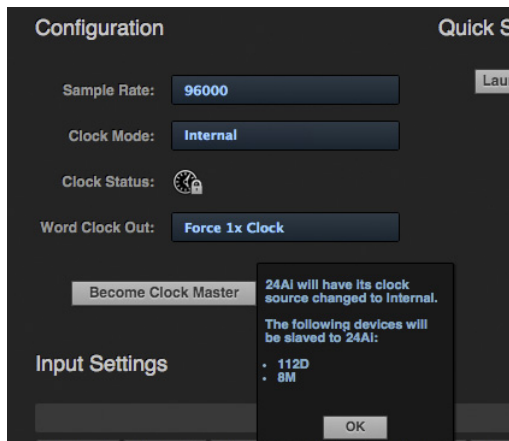 Configuration
Quick S
Sample Rate: 96000
Lau
Clock Mode: Internal
Clock Status:
Word Clock Out: Force 1x Clock
Become Clock Master
24Ai will have its clock
source changed to Internal.
The following devices will
be slaved to 24Ai:
• 112D
• 8M
OK
Input Settings